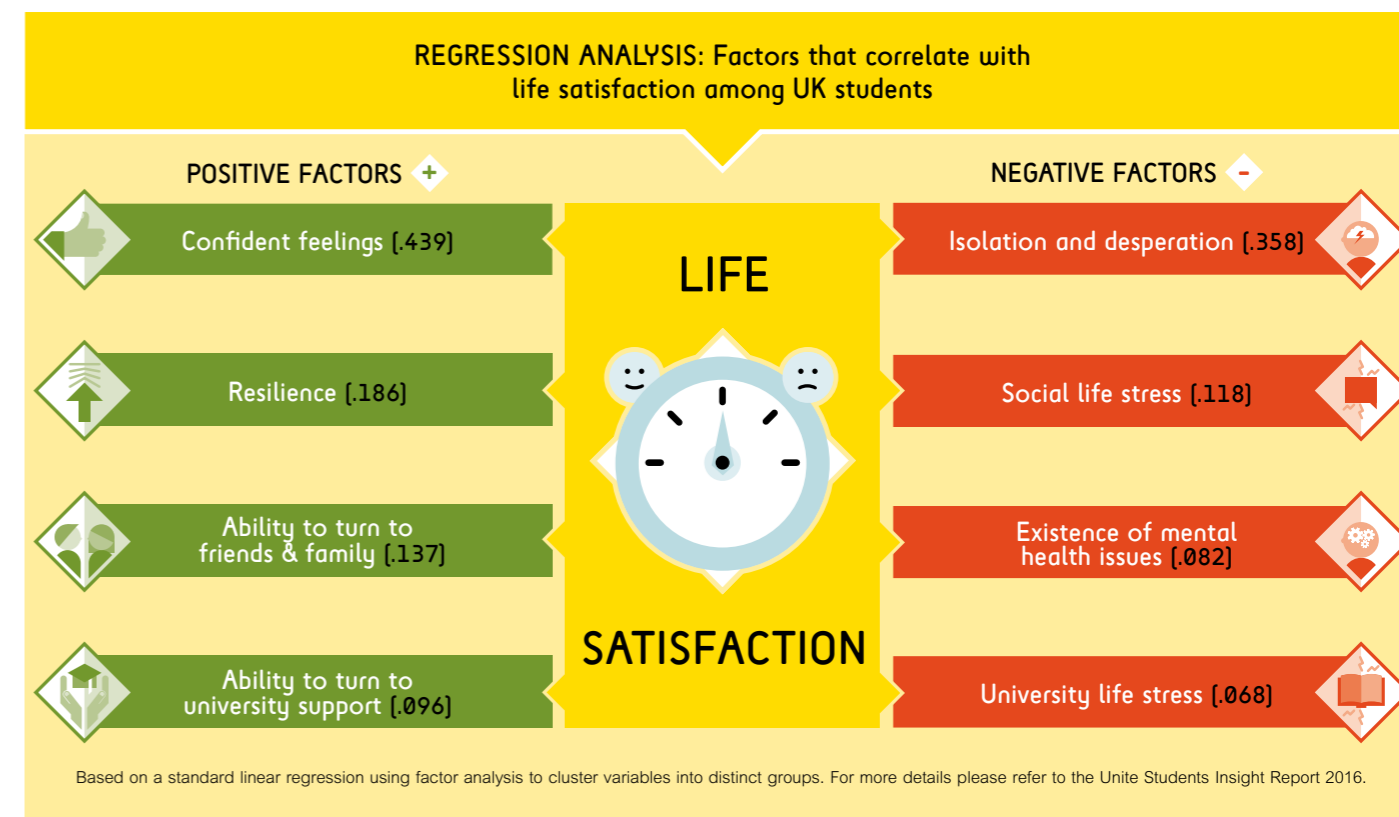 REGRESSION ANALYSIS: Factors that correlate with
life satisfaction among UK students
POSITIVE FACTORS +
Confident feelings (.439)
Resilience (.186)
Ability to turn to
friends & family (.137)
Ability to turn to
university support (.096)
LIFE
SATISFACTION
NEGATIVE FACTORS -
Isolation and desperation (.358)
Social life stress (.118)
Existence of mental
health issues (.082)
University life stress (.068)
Based on a standard linear regression using factor analysis to cluster variables into distinct groups. For more details please refer to the Unite Students Insight Report 2016.